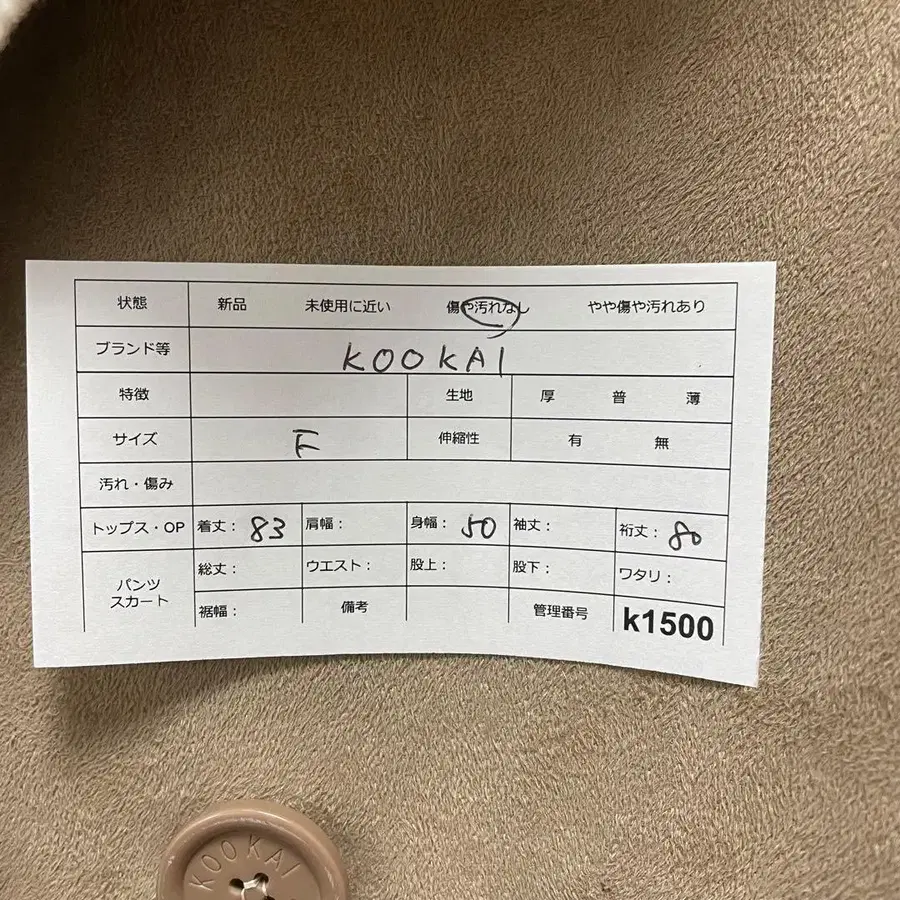 状態 新品 未使用に近い 傷や汚れなし やや傷や汚れあり
ブランド等 KOOKAI
特徴 生地 厚 普 薄
サイズ F 伸縮性 有 無
汚れ・傷み
トップス・OP 着丈： 83 肩幅： 身幅： 50 袖丈： 裄丈： 80
パンツ スカート 総丈： ウエスト： 股上： 股下： ワタリ：
裾幅： 備考 管理番号 k1500
KOOKAI